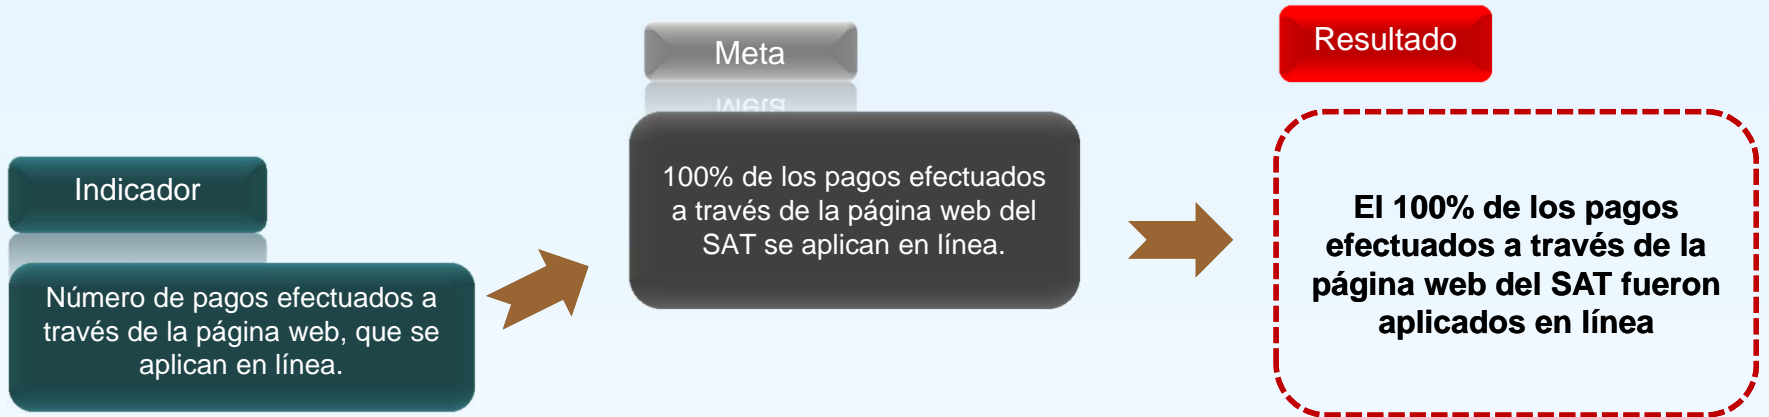 Indicador
Número de pagos efectuados a
través de la página web, que se
aplican en línea.
Meta
100% de los pagos efectuados
a través de la página web del
SAT se aplican en línea.
Resultado
El 100% de los pagos
efectuados a través de la
página web del SAT fueron
aplicados en línea